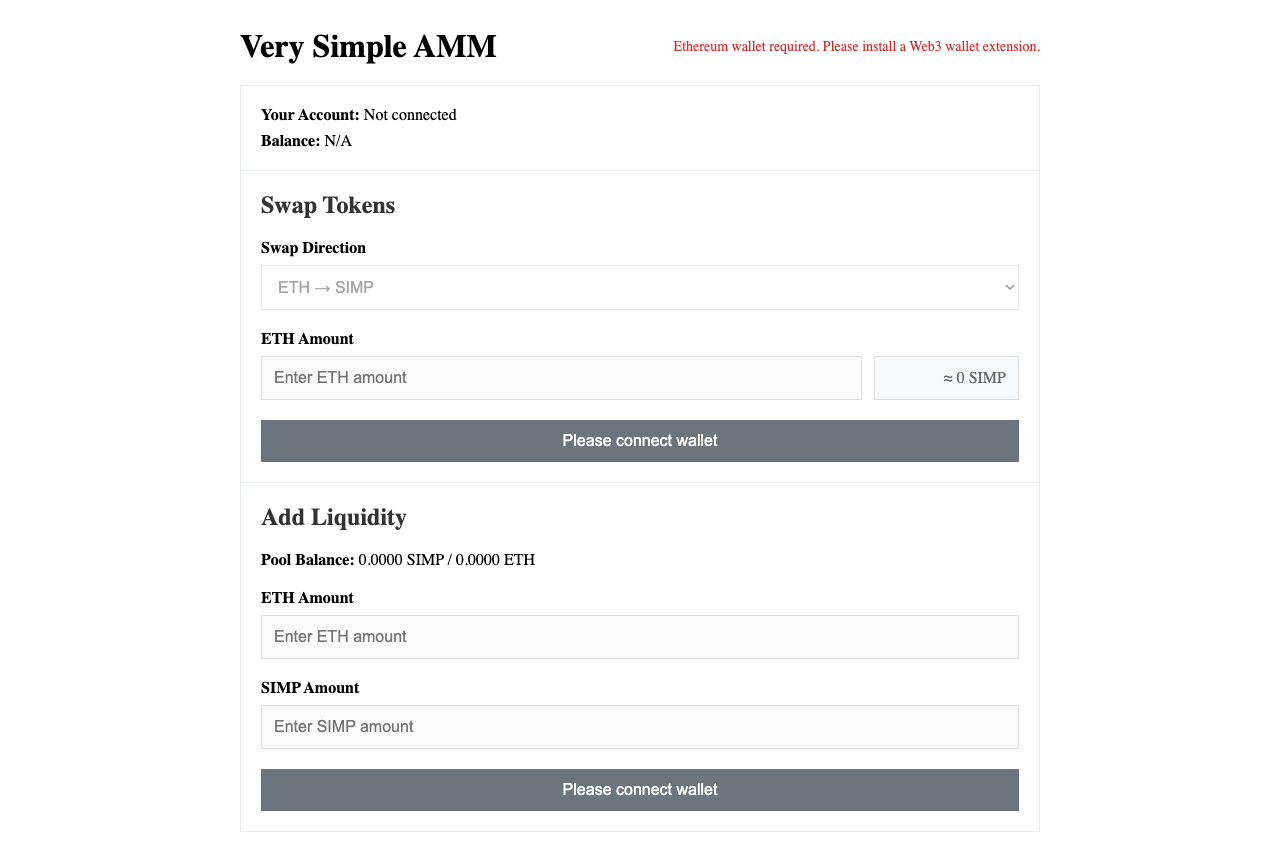 Very Simple AMM
Ethereum wallet required. Please install a Web3 wallet extension.
Your Account: Not connected
Balance: N/A
Swap Tokens
Swap Direction
ETH → SIMP
ETH Amount
Enter ETH amount
≈ 0 SIMP
Please connect wallet
Add Liquidity
Pool Balance: 0.0000 SIMP / 0.0000 ETH
ETH Amount
Enter ETH amount
SIMP Amount
Enter SIMP amount
Please connect wallet